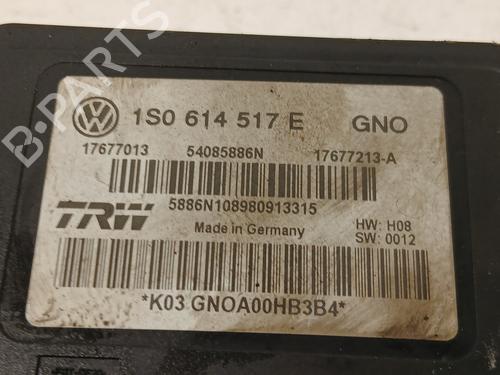 1S0 614 517 E GNO
17677013 54085886N 17677213-A
5886N108980913315
TRW
Made in Germany
HW: H08
SW: 0012
*K03 GNOA00HB3B4*
B-PARTS